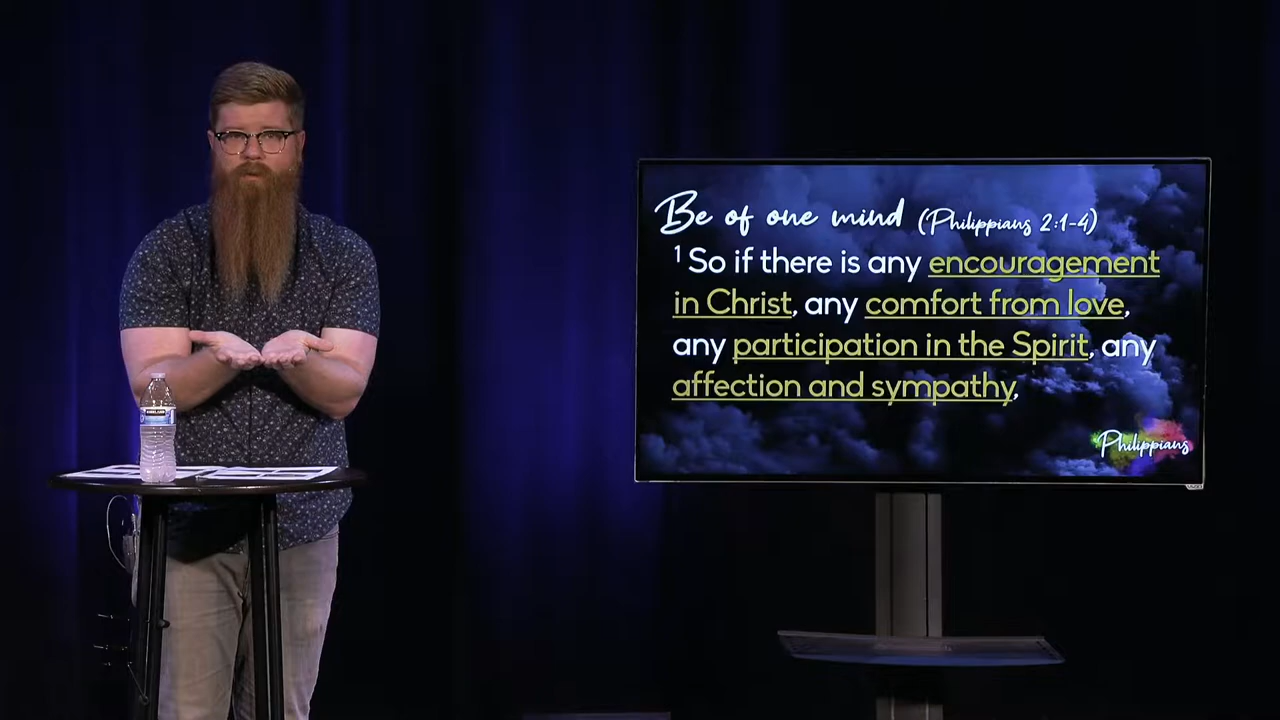 Be of one mind (Philippians 2:1-4)
1 So if there is any encouragement
in Christ, any comfort from love,
any participation in the Spirit, any
affection and sympathy,
Philippians